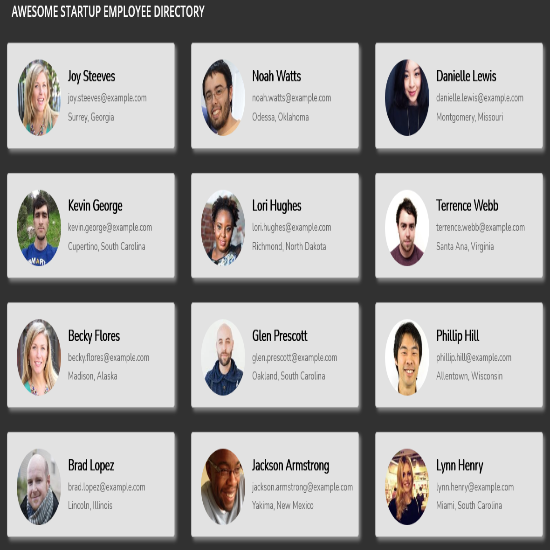 AWESOME STARTUP EMPLOYEE DIRECTORY
Joy Steeves
joy.steeves@example.com
Surrey, Georgia
Noah Watts
noah.watts@example.com
Odessa, Oklahoma
Danielle Lewis
danielle.lewis@example.com
Montgomery, Missouri
Kevin George
kevin.george@example.com
Cupertino, South Carolina
Lori Hughes
lori.hughes@example.com
Richmond, North Dakota
Terrence Webb
terrence.webb@example.com
Santa Ana, Virginia
Becky Flores
becky.flores@example.com
Madison, Alaska
Glen Prescott
glen.prescott@example.com
Oakland, South Carolina
Phillip Hill
phillip.hill@example.com
Allentown, Wisconsin
Brad Lopez
brad.lopez@example.com
Lincoln, Illinois
Jackson Armstrong
jackson.armstrong@example.com
Yakima, New Mexico
Lynn Henry
lynn.henry@example.com
Miami, South Carolina